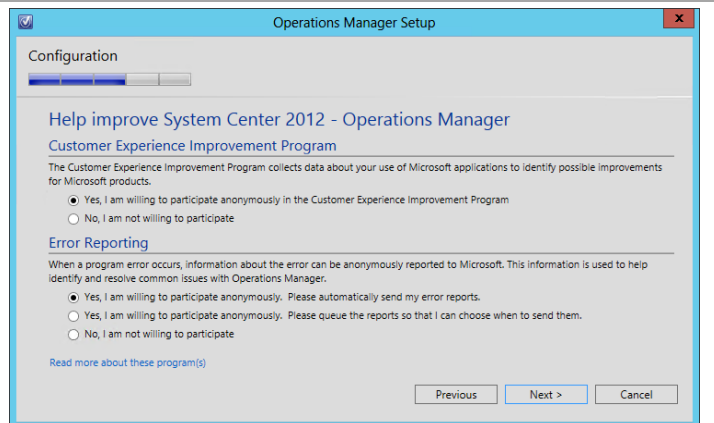 Operations Manager Setup
x
Configuration
Help improve System Center 2012 - Operations Manager
Customer Experience Improvement Program
The Customer Experience Improvement Program collects data about your use of Microsoft applications to identify possible improvements
for Microsoft products.
Yes, I am willing to participate anonymously in the Customer Experience Improvement Program
No, I am not willing to participate
Error Reporting
When a program error occurs, information about the error can be anonymously reported to Microsoft. This information is used to help
identify and resolve common issues with Operations Manager.
Yes, I am willing to participate anonymously. Please automatically send my error reports.
Yes, I am willing to participate anonymously. Please queue the reports so that I can choose when to send them.
No, I am not willing to participate
Read more about these program(s)
Previous Next > Cancel